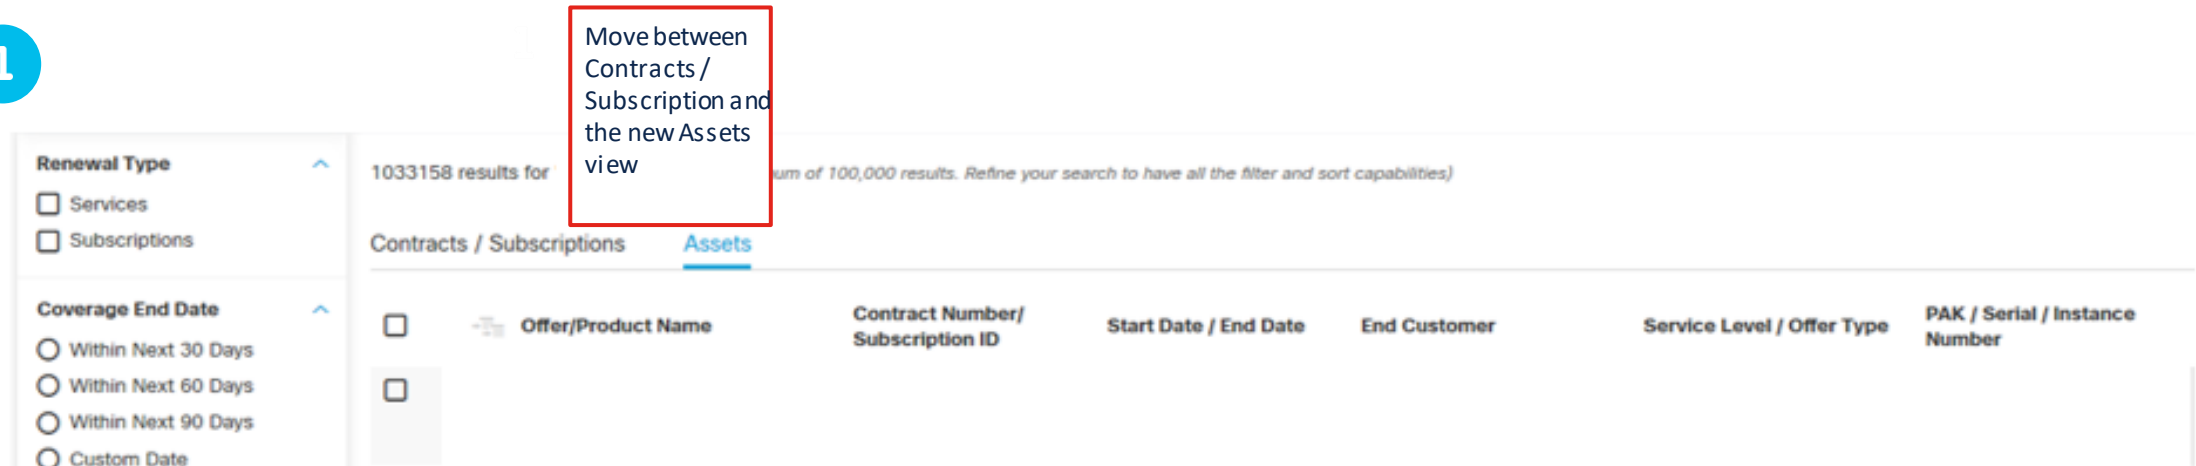 1
Move between
Contracts /
Subscription and
the new Assets
view
Renewal Type
Services
Subscriptions
1033158 results for
of 100,000 results. Refine your search to have all the filter and sort capabilities)
Contracts / Subscriptions Assets
Coverage End Date
Within Next 30 Days
Within Next 60 Days
Within Next 90 Days
Custom Date
Offer/Product Name
Contract Number/
Subscription ID
Start Date / End Date
End Customer
Service Level / Offer Type
PAK / Serial / Instance
Number